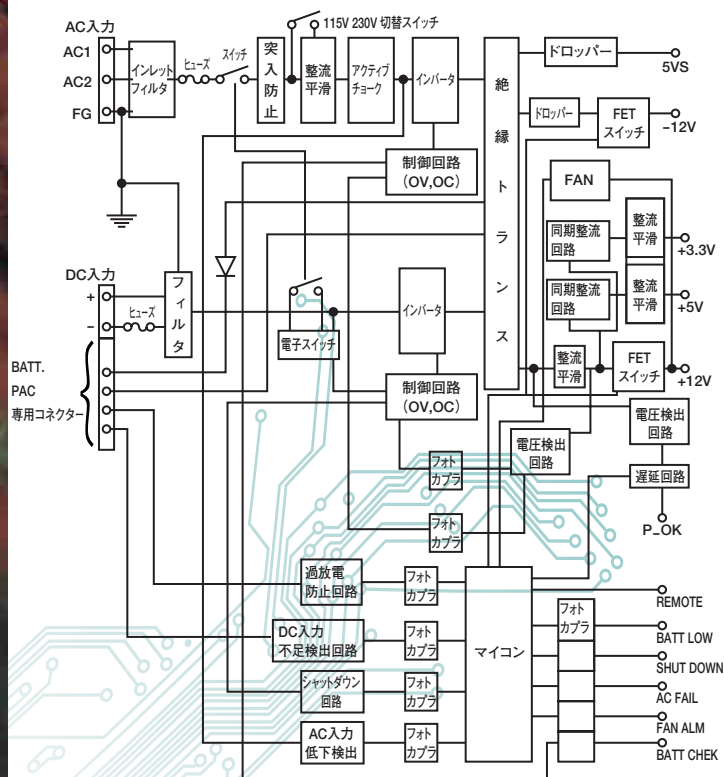 AC入力
115V 230V 切替スイッチ
AC1
AC2
FG
インレット
フィルタ
ヒューズ
スイッチ
突
入
防
止
整流
平滑
アクティブ
チョーク
インバータ
絶
縁
ト
ラ
ン
ス
ドロッパー
5VS
ドロッパー
FET
スイッチ
-12V
制御回路
(OV,OC)
FAN
同期整流
回路
整流
平滑
+3.3V
同期整流
回路
整流
平滑
+5V
DC入力
+
-
ヒューズ
フ
ィ
ル
タ
電子スイッチ
インバータ
整流
平滑
FET
スイッチ
+12V
BATT.
PAC
専用コネクター
制御回路
(OV,OC)
電圧検出
回路
電圧検出
回路
フォト
カプラ
遅延回路
P_OK
フォト
カプラ
過放電
防止回路
フォト
カプラ
マイコン
REMOTE
フォト
カプラ
BATT LOW
DC入力
不足検出回路
フォト
カプラ
SHUT DOWN
シャットダウン
回路
フォト
カプラ
AC FAIL
FAN ALM
AC入力
低下検出
フォト
カプラ
BATT CHEK